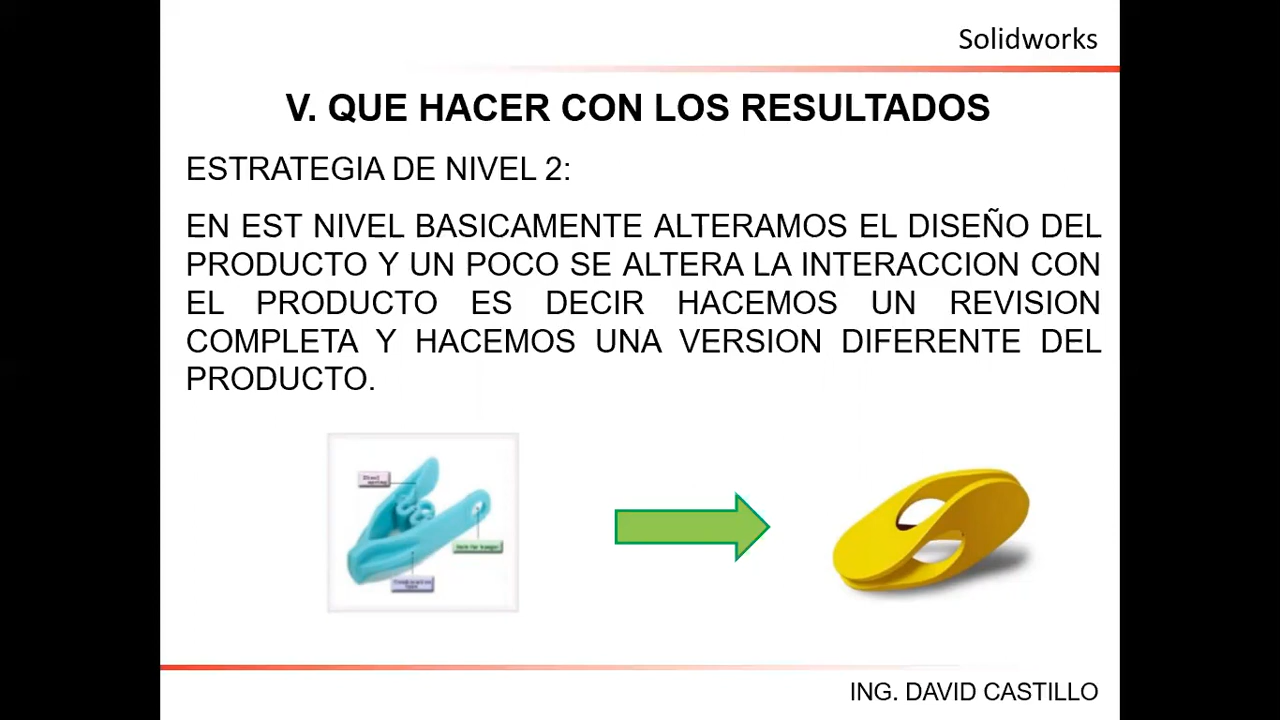 Solidworks
V. QUE HACER CON LOS RESULTADOS
ESTRATEGIA DE NIVEL 2:
EN EST NIVEL BASICAMENTE ALTERAMOS EL DISEÑO DEL
PRODUCTO Y UN POCO SE ALTERA LA INTERACCION CON
EL PRODUCTO ES DECIR HACEMOS UN REVISION
COMPLETA Y HACEMOS UNA VERSION DIFERENTE DEL
PRODUCTO.
ING. DAVID CASTILLO